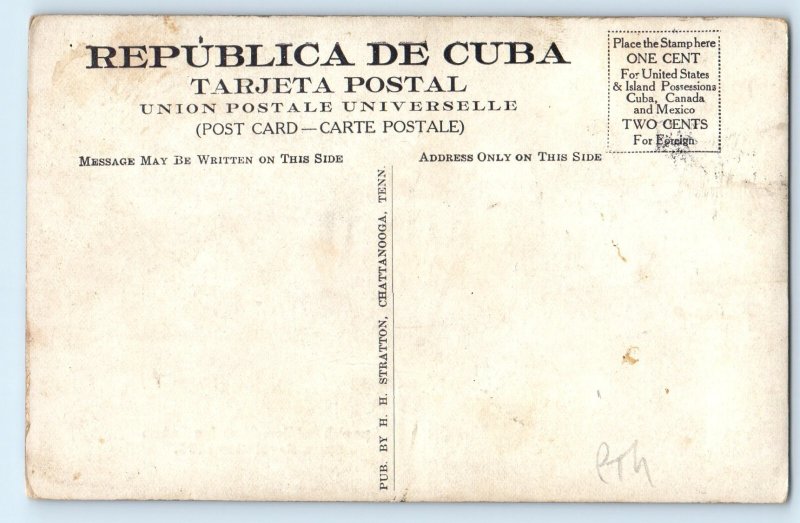 REPÚBLICA DE CUBA
TARJETA POSTAL
UNION POSTALE UNIVERSELLE
(POST CARD—CARTE POSTALE)
MESSAGE MAY BE WRITTEN ON THIS SIDE
ADDRESS ONLY ON THIS SIDE
Place the Stamp here
ONE CENT
For United States
& Island Possessions
Cuba, Canada
and Mexico
TWO CENTS
For Foreign
PUB. BY H. H. STRATTON, CHATTANOOGA, TENN.